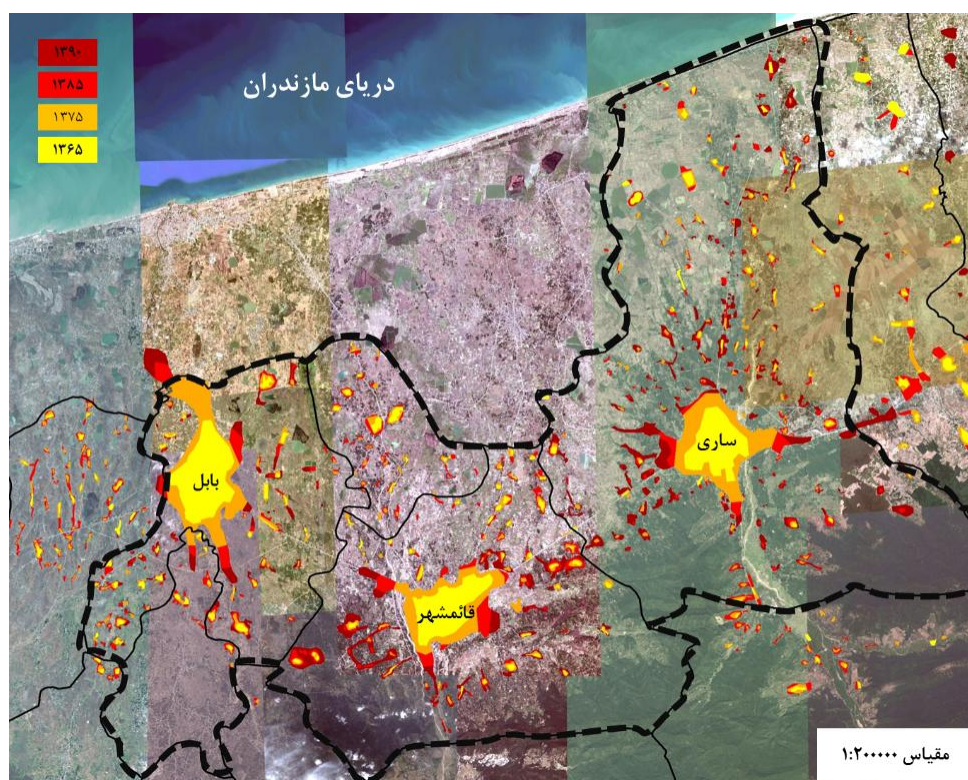 ۱۳۹۰
۱۳۸۵
۱۳۷۵
۱۳۶۵
دریای مازندران
ساری
بابل
قائمشهر
مقیاس ۱:۲۰۰۰۰۰